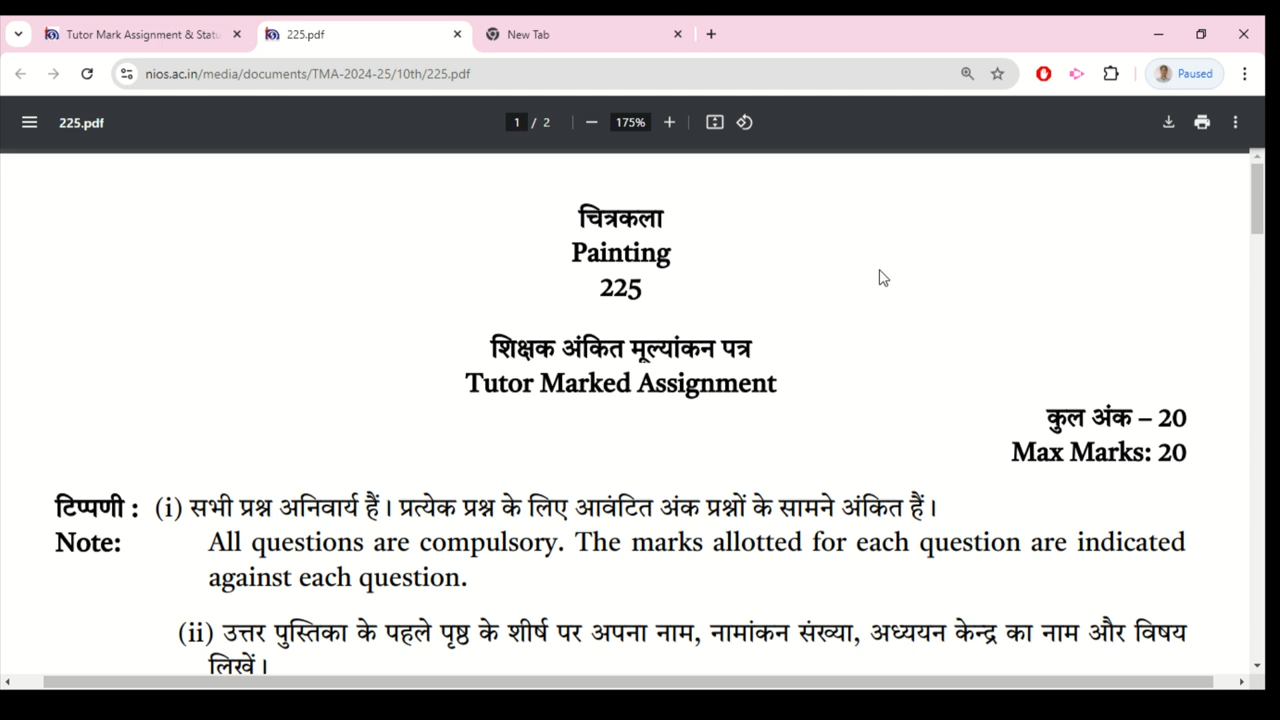 Tutor Mark Assignment & Statu
225.pdf
New Tab
nios.ac.in/media/documents/TMA-2024-25/10th/225.pdf
Paused
225.pdf
1 / 2
175%
चित्रकला
Painting
225
शिक्षक अंकित मूल्यांकन पत्र
Tutor Marked Assignment
कुल अंक – 20
Max Marks: 20
टिप्पणी : (i) सभी प्रश्न अनिवार्य हैं। प्रत्येक प्रश्न के लिए आवंटित अंक प्रश्नों के सामने अंकित हैं।
Note: All questions are compulsory. The marks allotted for each question are indicated
against each question.
(ii) उत्तर पुस्तिका के पहले पृष्ठ के शीर्ष पर अपना नाम, नामांकन संख्या, अध्ययन केन्द्र का नाम और विषय
लिखें।